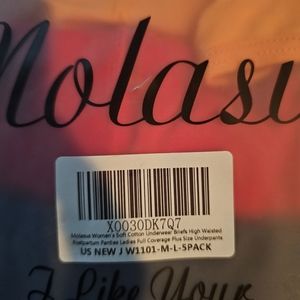 Molasus
X0030DK7Q7
Molasus Women's Soft Cotton Underwear Briefs High Waisted
Postpartum Panties Ladies Full Coverage Plus Size Underpants
US NEW J W1101-M-L-5PACK
I Like Your